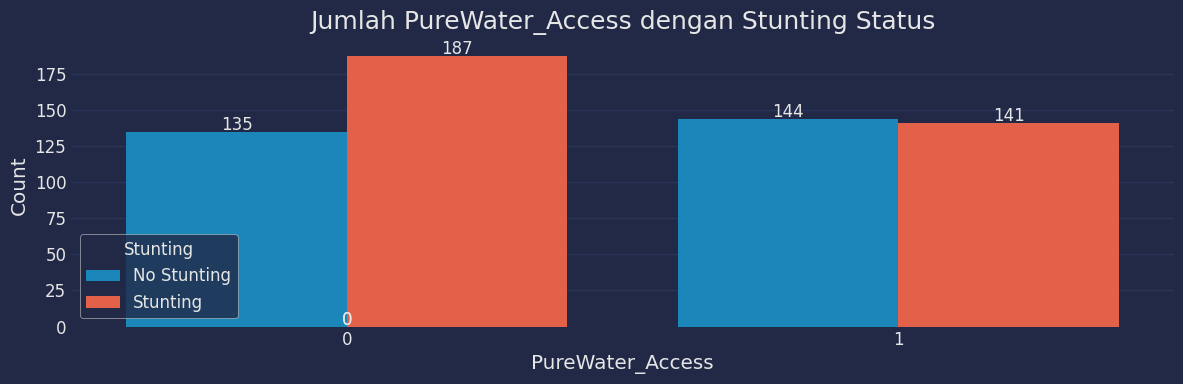 Jumlah PureWater_Access dengan Stunting Status
Count
175
150
125
100
75
50
25
0
135
187
144
141
0
Stunting
No Stunting
Stunting
0
1
PureWater_Access